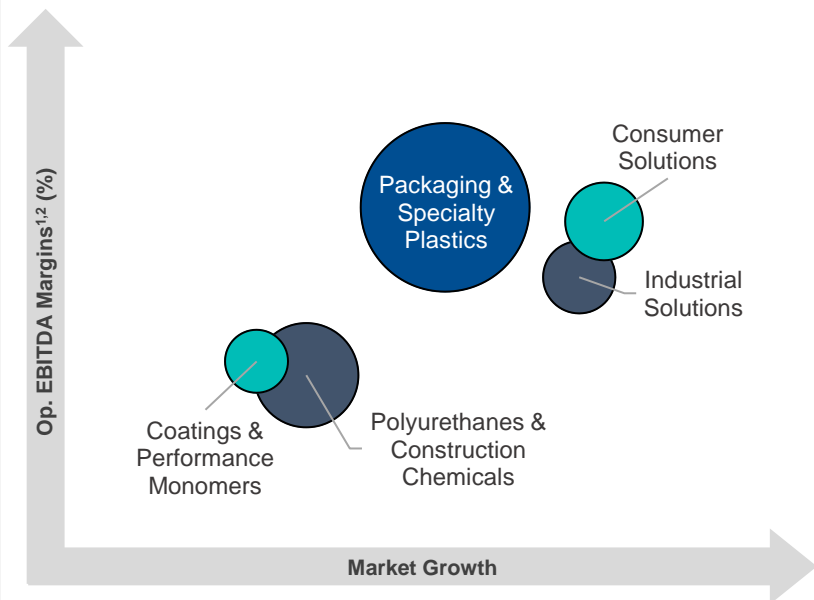 Op. EBITDA Margins1,2 (%)
Packaging &
Specialty
Plastics
Consumer
Solutions
Industrial
Solutions
Coatings &
Performance
Monomers
Polyurethanes &
Construction
Chemicals
Market Growth